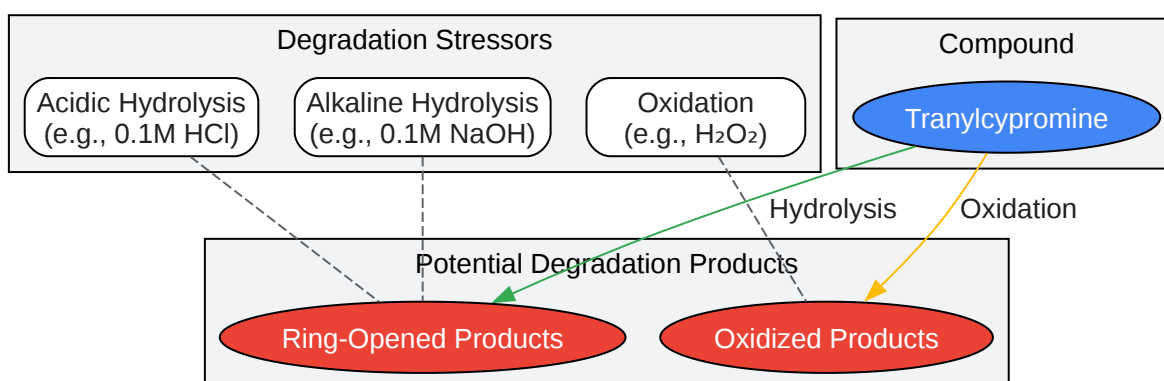 Degradation Stressors
Compound
Acidic Hydrolysis
(e.g., 0.1M HCl)
Alkaline Hydrolysis
(e.g., 0.1M NaOH)
Oxidation
(e.g., H₂O₂)
Tranylcypromine
Hydrolysis
Oxidation
Potential Degradation Products
Ring-Opened Products
Oxidized Products